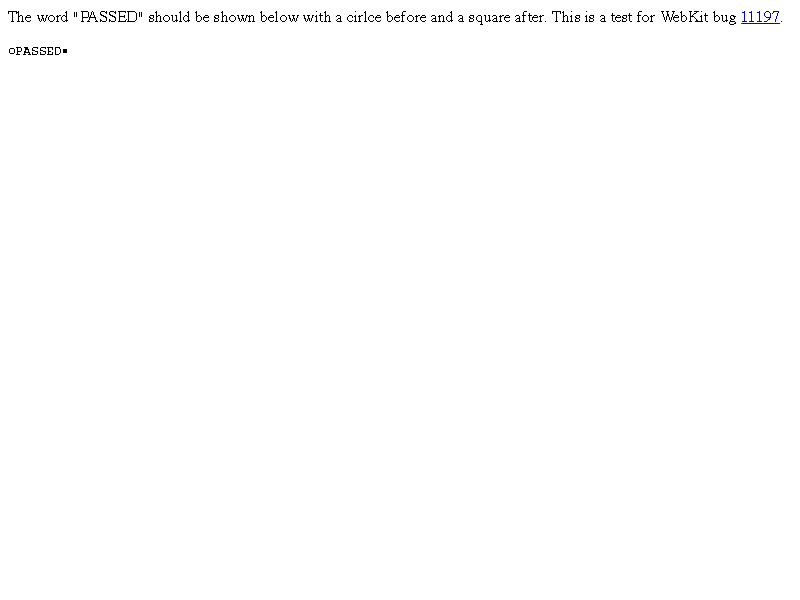 The word "PASSED" should be shown below with a cirlce before and a square after. This is a test for WebKit bug 11197.
○PASSED▪